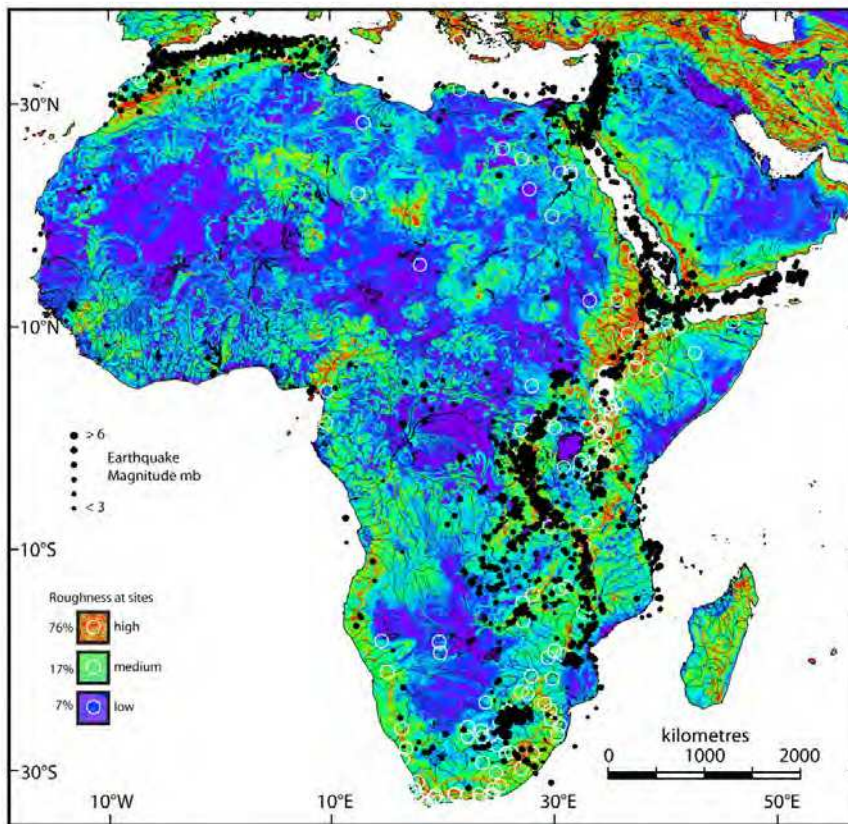 30°N
10°N
> 6
Earthquake
Magnitude mb
< 3
10°S
Roughness at sites
76% high
17% medium
7% low
kilometres
0 1000 2000
30°S
10°W 10°E 30°E 50°E